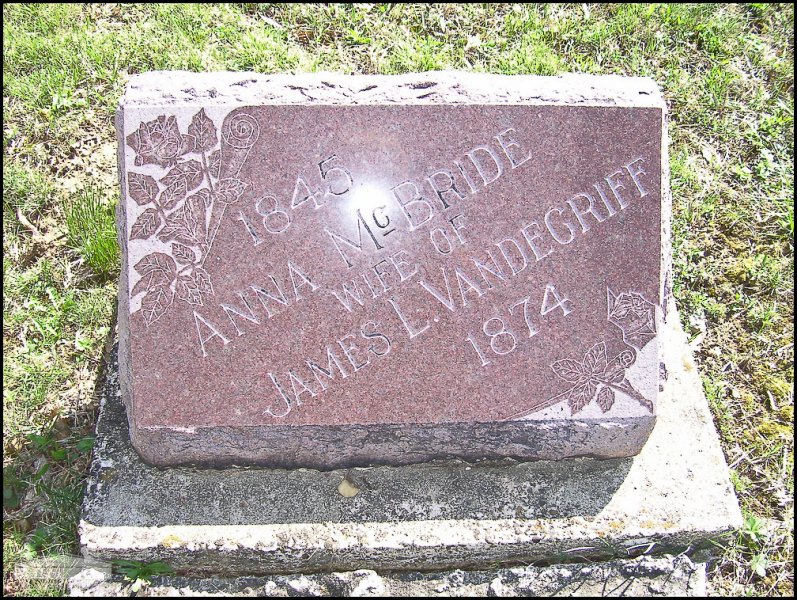 1845
ANNA McBRIDE
WIFE OF
JAMES L. VANDEGRIFF
1874